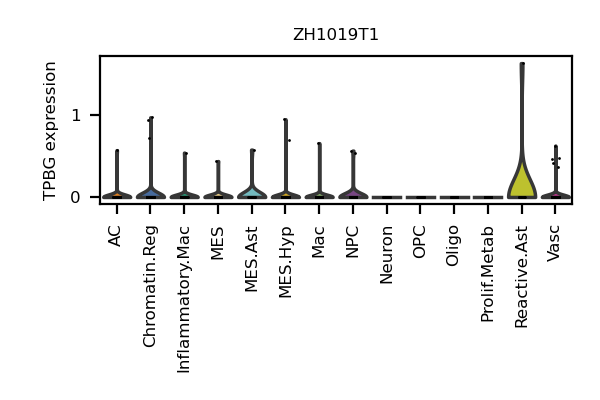 ZH1019T1
TPBG expression
1
0
AC
Chromatin.Reg
Inflammatory.Mac
MES
MES.Ast
MES.Hyp
Mac
NPC
Neuron
OPC
Oligo
Prolif.Metab
Reactive.Ast
Vasc